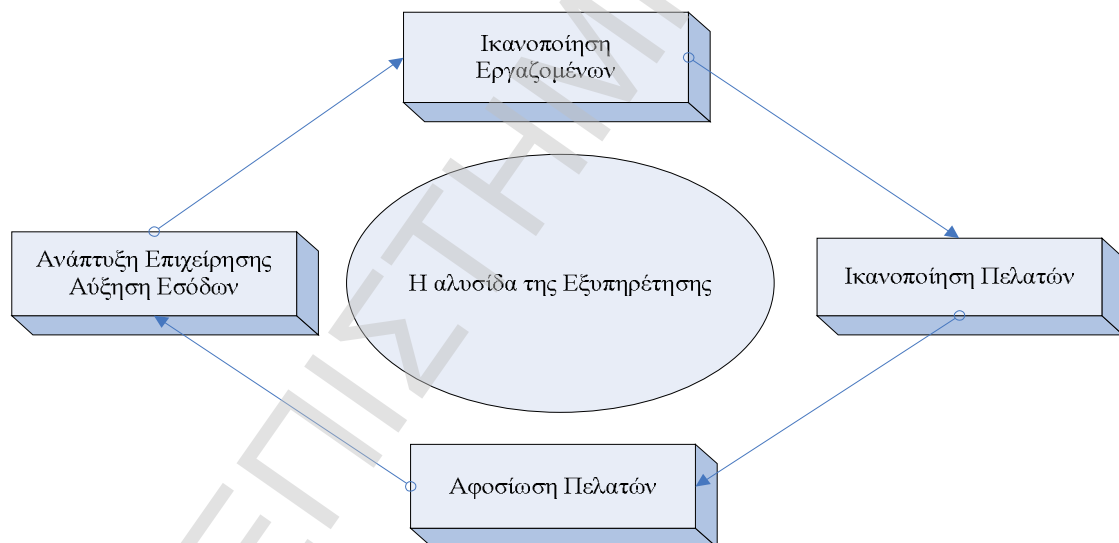 Ικανοποίηση
Εργαζομένων
Ανάπτυξη Επιχείρησης
Αύξηση Εσόδων
Η αλυσίδα της Εξυπηρέτησης
Ικανοποίηση Πελατών
Αφοσίωση Πελατών